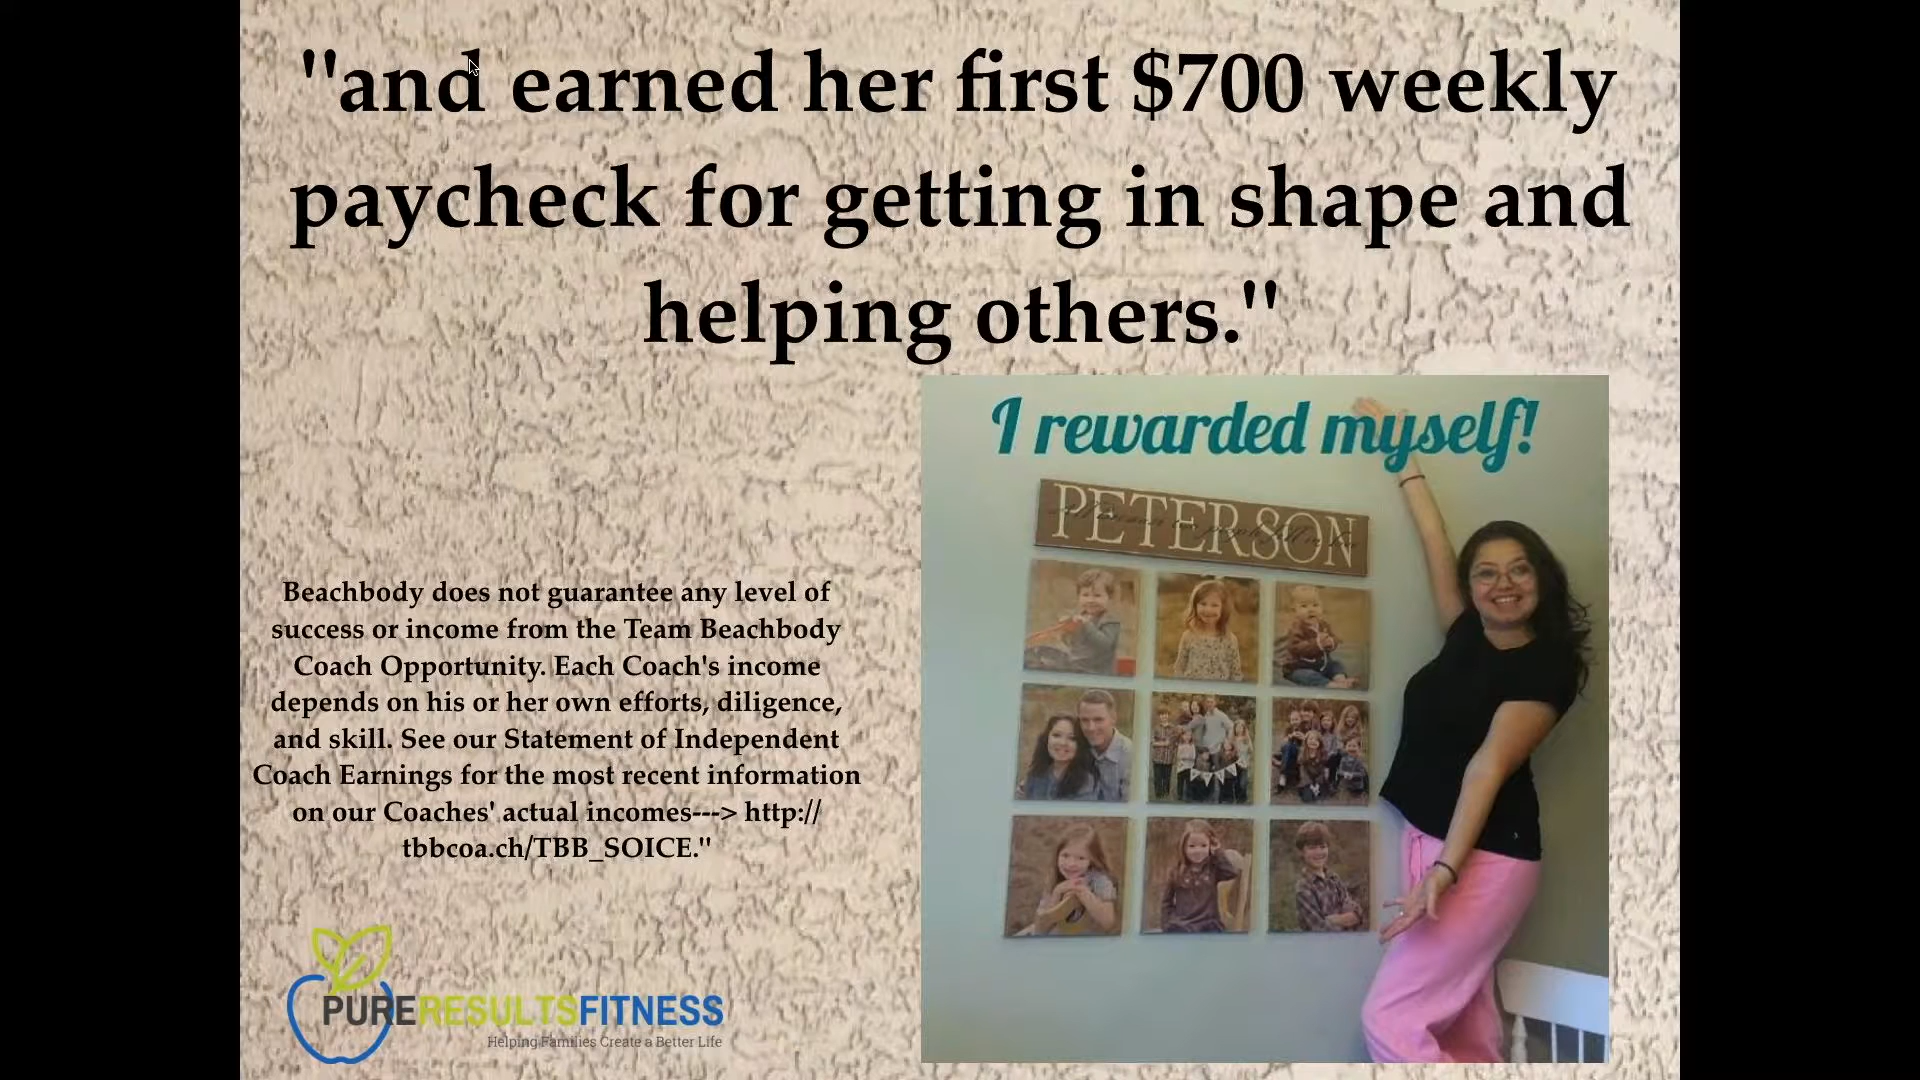 "and earned her first $700 weekly
paycheck for getting in shape and
helping others."
I rewarded myself!
PETERSON
Beachbody does not guarantee any level of
success or income from the Team Beachbody
Coach Opportunity. Each Coach's income
depends on his or her own efforts, diligence,
and skill. See our Statement of Independent
Coach Earnings for the most recent information
on our Coaches' actual incomes---> http://
tbbcoa.ch/TBB_SOICE."
PURERESULTSFITNESS
Helping Families Create a Better Life